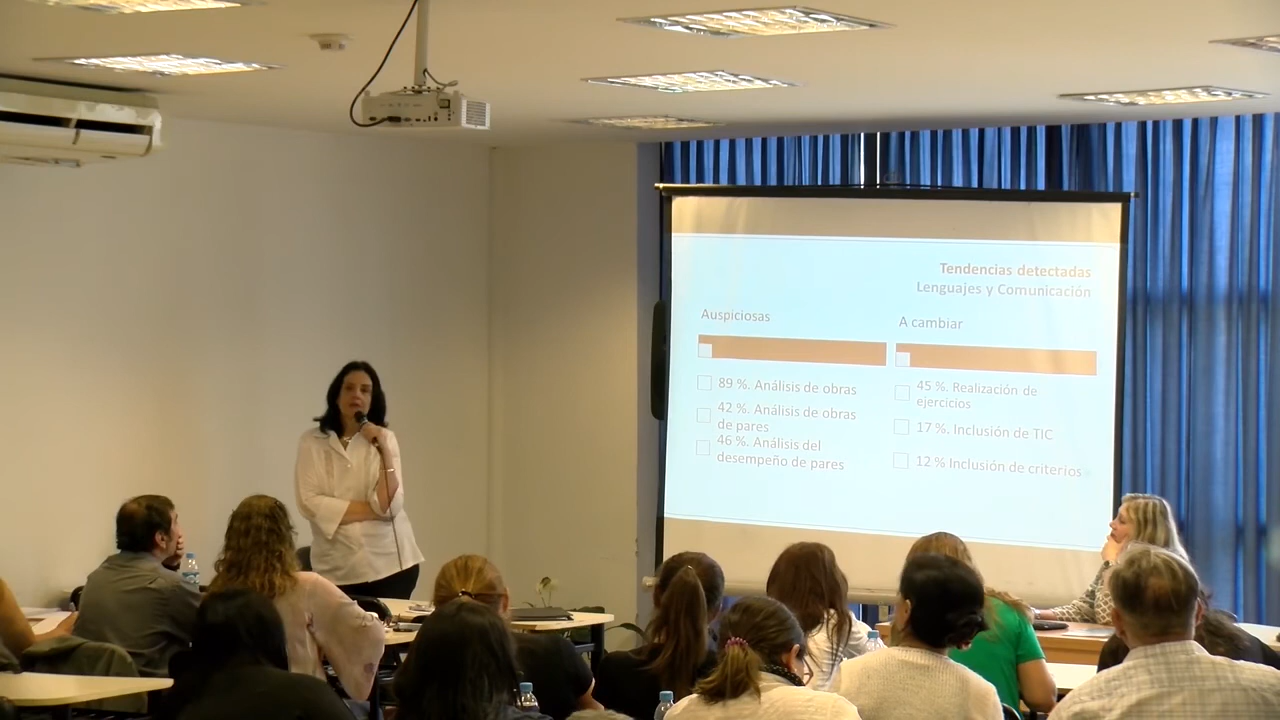 Tendencias detectadas
Lenguajes y Comunicación
Auspiciosas
89 %. Análisis de obras
42 %. Análisis de obras
de pares
46 %. Análisis del
desempeño de pares
A cambiar
45 %. Realización de
ejercicios
17 %. Inclusión de TIC
12 % Inclusión de criterios